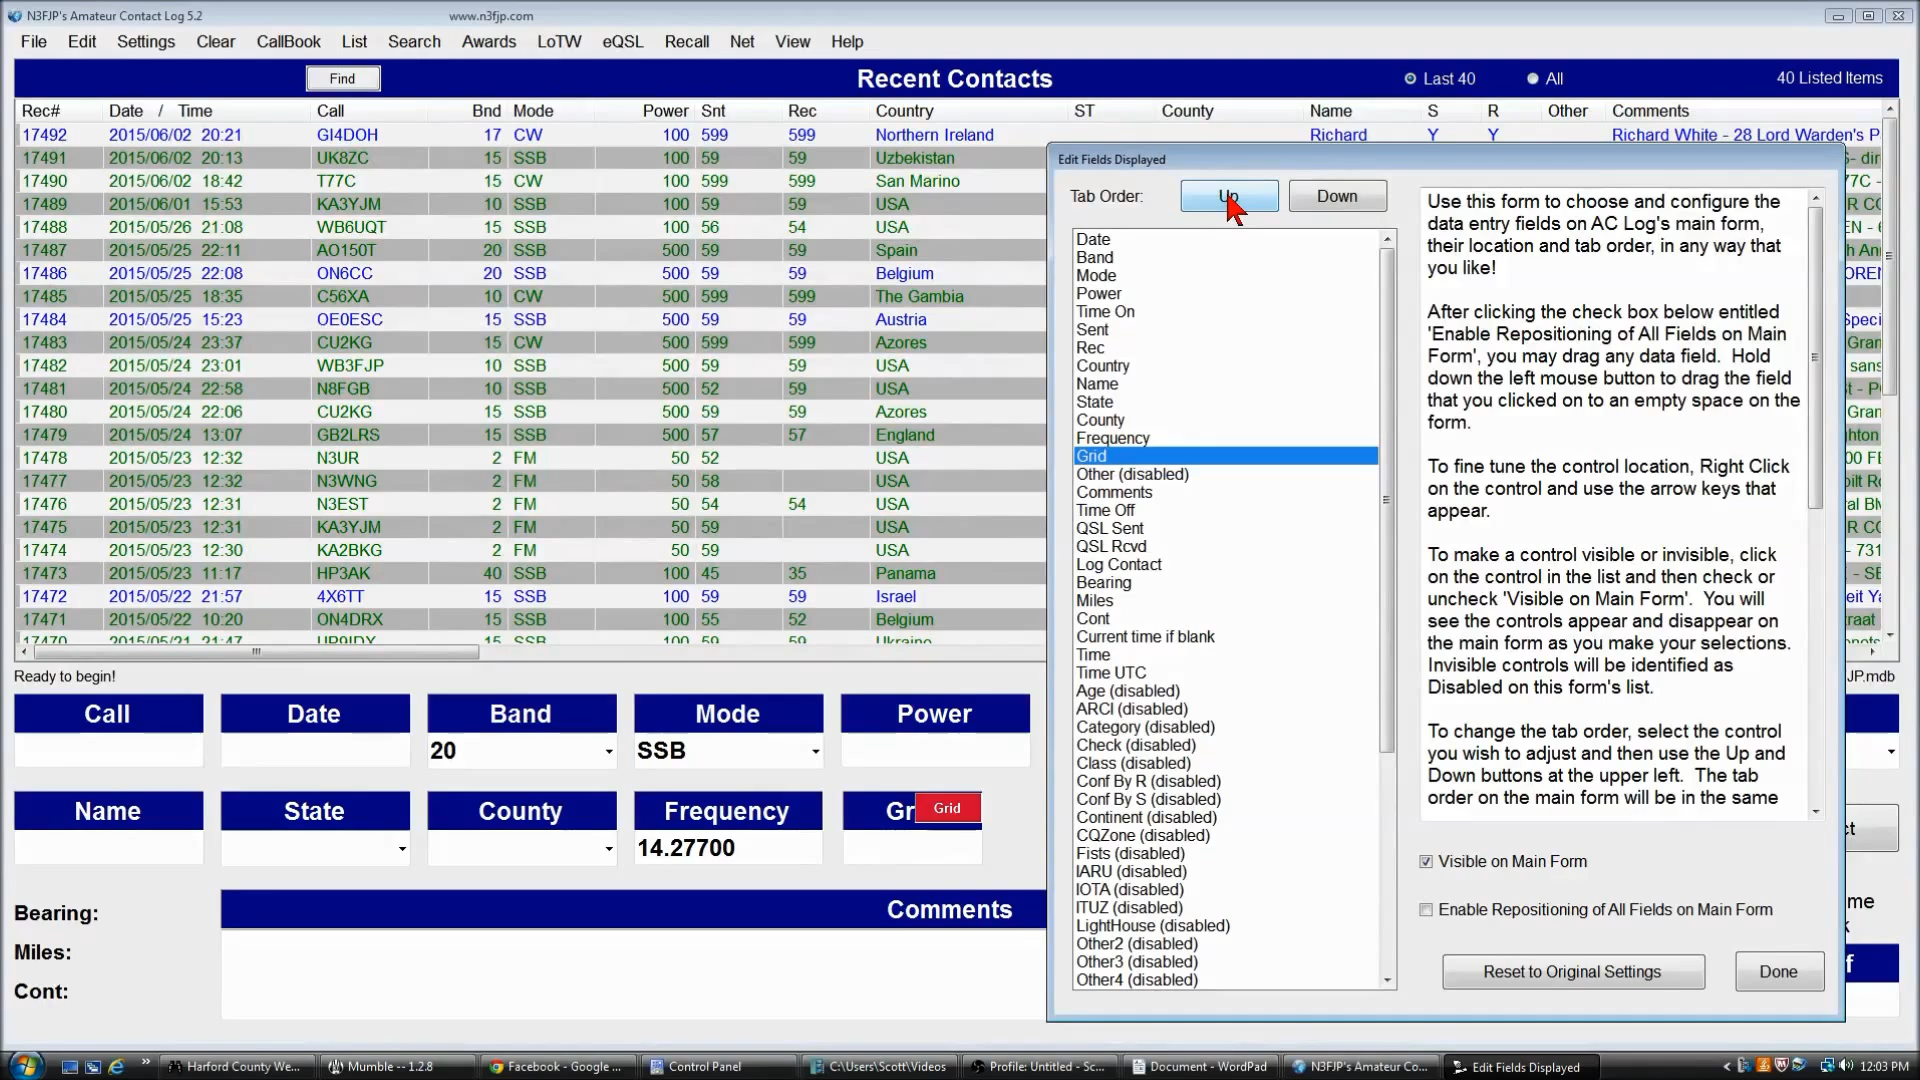 N3FJP's Amateur Contact Log 5.2 www.n3fjp.com
File Edit Settings Clear CallBook List Search Awards LoTW eQSL Recall Net View Help
Find Recent Contacts Last 40 All 40 Listed Items
Rec# Date / Time Call Bnd Mode Power Snt Rec Country ST County Name S R Other Comments
17492 2015/06/02 20:21 GI4DOH 17 CW 100 599 599 Northern Ireland Richard Y Y Richard White - 28 Lord Warden's P
17491 2015/06/02 20:13 UK8ZC 15 SSB 100 59 59 Uzbekistan
17490 2015/06/02 18:42 T77C 15 CW 100 599 599 San Marino
17489 2015/06/01 15:53 KA3YJM 10 SSB 100 59 59 USA
17488 2015/05/26 21:08 WB6UQT 15 SSB 100 56 54 USA
17487 2015/05/25 22:11 AO150T 20 SSB 500 59 59 Spain
17486 2015/05/25 22:08 ON6CC 20 SSB 500 59 59 Belgium
17485 2015/05/25 18:35 C56XA 10 CW 500 599 599 The Gambia
17484 2015/05/25 15:23 OE0ESC 15 SSB 500 59 59 Austria
17483 2015/05/24 23:37 CU2KG 15 CW 500 599 599 Azores
17482 2015/05/24 23:01 WB3FJP 10 SSB 500 59 59 USA
17481 2015/05/24 22:58 N8FGB 10 SSB 500 52 59 USA
17480 2015/05/24 22:06 CU2KG 15 SSB 500 59 59 Azores
17479 2015/05/24 13:07 GB2LRS 15 SSB 500 57 57 England
17478 2015/05/23 12:32 N3UR 2 FM 50 52 USA
17477 2015/05/23 12:32 N3WNG 2 FM 50 58 USA
17476 2015/05/23 12:31 N3EST 2 FM 50 54 54 USA
17475 2015/05/23 12:31 KA3YJM 2 FM 50 59 USA
17474 2015/05/23 12:30 KA2BKG 2 FM 50 59 USA
17473 2015/05/23 11:17 HP3AK 40 SSB 100 45 35 Panama
17472 2015/05/22 21:57 4X6TT 15 SSB 100 59 59 Israel
17471 2015/05/22 10:20 ON4DRX 15 SSB 100 55 52 Belgium
17470 2015/05/21 21:47 UR9IDX 15 SSB 100 59 59 Ukraine
Ready to begin! JP.mdb
Call Date Band Mode Power
20 SSB
Name State County Frequency Gr Grid
14.27700
Bearing: Comments
Miles:
Cont:
Edit Fields Displayed
Tab Order: Up Down
Date
Band
Mode
Power
Time On
Sent
Rec
Country
Name
State
County
Frequency
Grid
Other (disabled)
Comments
Time Off
QSL Sent
QSL Rcvd
Log Contact
Bearing
Miles
Cont
Current time if blank
Time
Time UTC
Age (disabled)
ARCI (disabled)
Category (disabled)
Check (disabled)
Class (disabled)
Conf By R (disabled)
Conf By S (disabled)
Continent (disabled)
CQZone (disabled)
Fists (disabled)
IARU (disabled)
IOTA (disabled)
ITUZ (disabled)
LightHouse (disabled)
Other2 (disabled)
Other3 (disabled)
Other4 (disabled)
Use this form to choose and configure the
data entry fields on AC Log's main form,
their location and tab order, in any way that
you like!
After clicking the check box below entitled
'Enable Repositioning of All Fields on Main
Form', you may drag any data field. Hold
down the left mouse button to drag the field
that you clicked on to an empty space on the
form.
To fine tune the control location, Right Click
on the control and use the arrow keys that
appear.
To make a control visible or invisible, click
on the control in the list and then check or
uncheck 'Visible on Main Form'. You will
see the controls appear and disappear on
the main form as you make your selections.
Invisible controls will be identified as
Disabled on this form's list.
To change the tab order, select the control
you wish to adjust and then use the Up and
Down buttons at the upper left. The tab
order on the main form will be in the same
Visible on Main Form
Enable Repositioning of All Fields on Main Form
Reset to Original Settings Done
Harford County We... Mumble -- 1.2.8 Facebook - Google ... Control Panel C:\Users\Scott\Videos Profile: Untitled - Sc... Document - WordPad N3FJP's Amateur Co... Edit Fields Displayed 12:03 PM